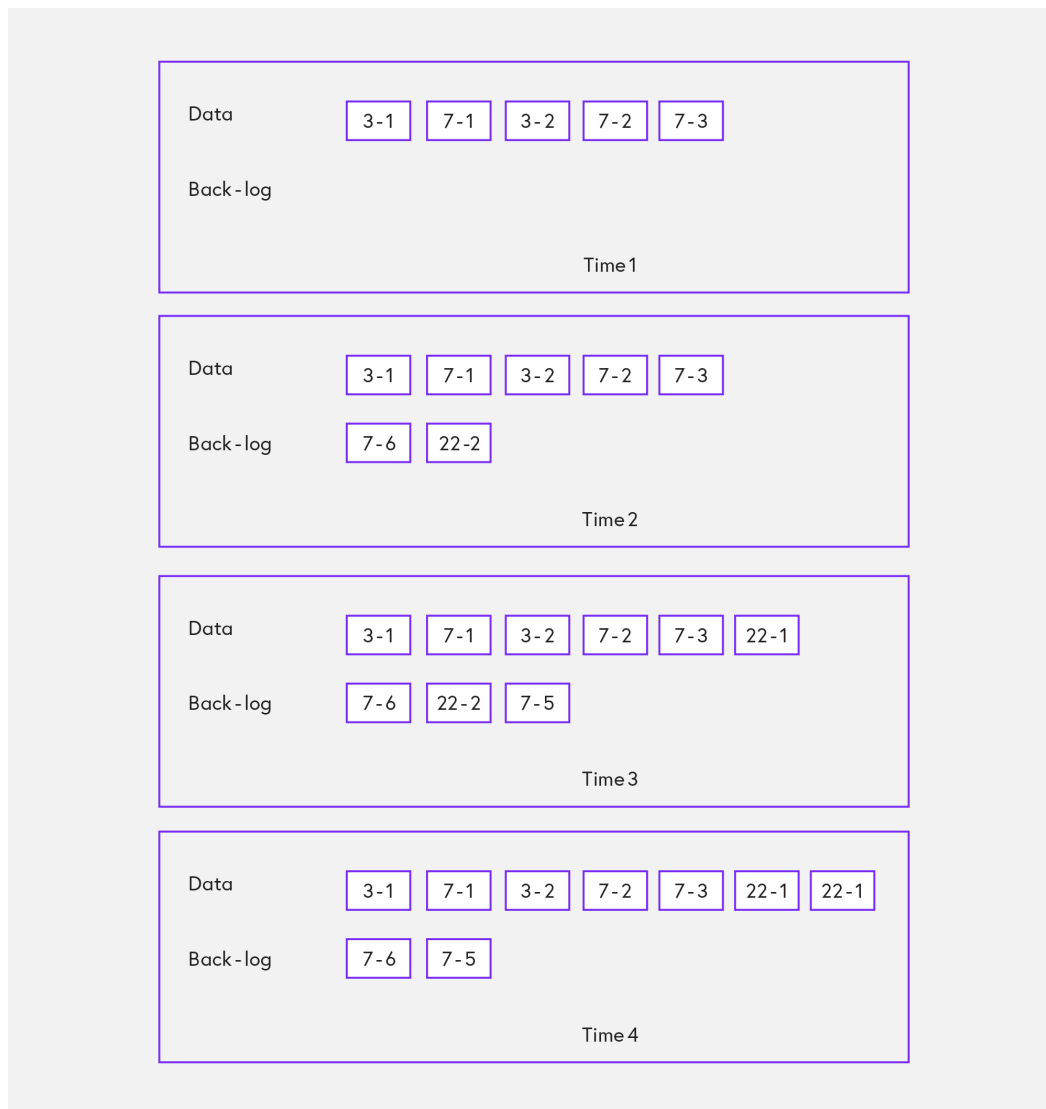 Data 3-1 7-1 3-2 7-2 7-3
Back-log
Time 1
Data 3-1 7-1 3-2 7-2 7-3
Back-log 7-6 22-2
Time 2
Data 3-1 7-1 3-2 7-2 7-3 22-1
Back-log 7-6 22-2 7-5
Time 3
Data 3-1 7-1 3-2 7-2 7-3 22-1 22-1
Back-log 7-6 7-5
Time 4